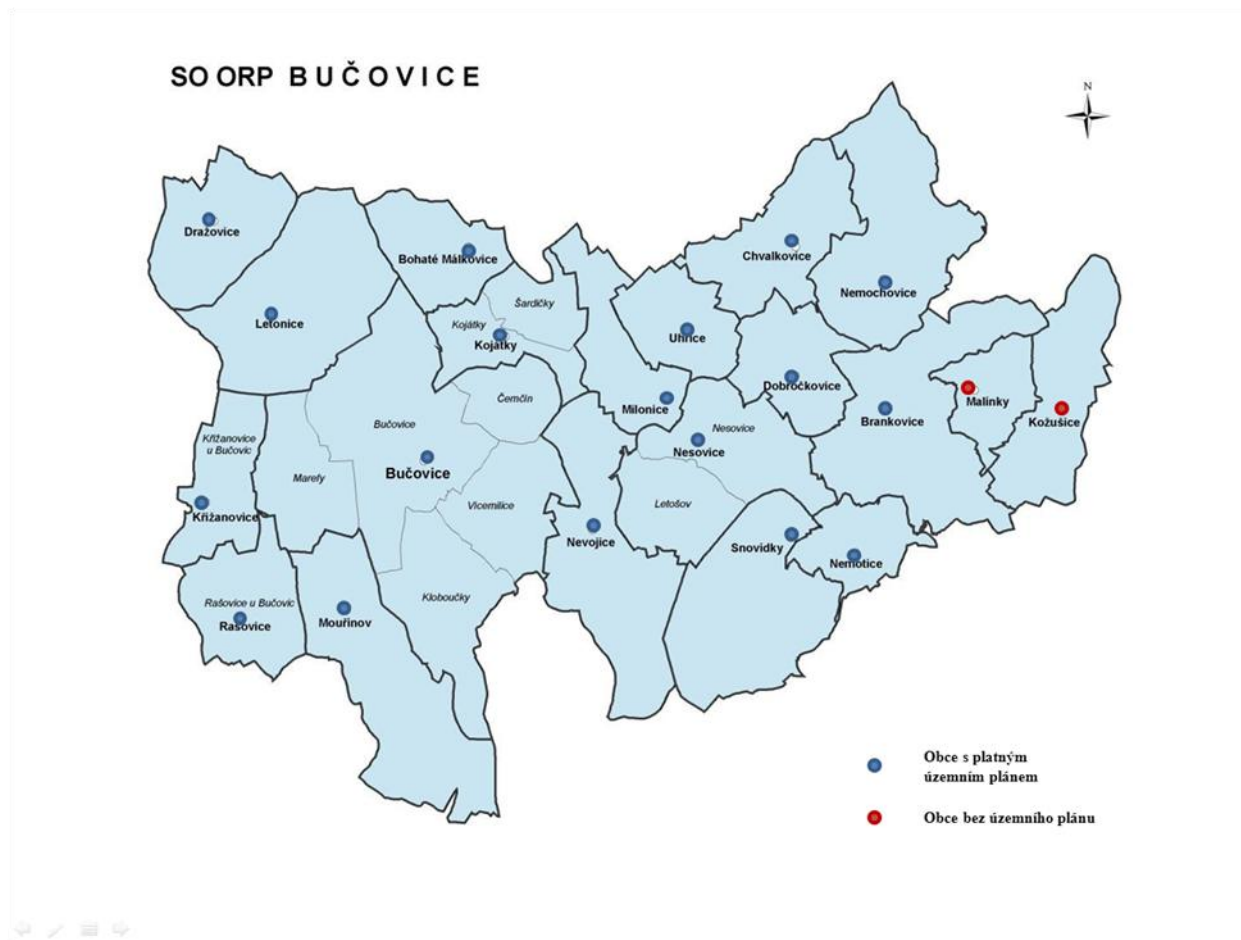 SO ORP B U Č O V I C E
N
Dražovice
Bohaté Málkovice
Chvalkovice
Nemochovice
Šardičky
Letonice
Kojátky
Kojátky
Uhřice
Dobročkovice
Malínky
Čemčín
Milonice
Brankovice
Kožušice
Bučovice
Nesovice
Nesovice
Křižanovice
u Bučovic
Bučovice
Marefy
Letošov
Vícemilice
Křižanovice
Nevojice
Snovídky
Nemotice
Kloboučky
Rašovice u Bučovic
Rašovice
Mouřínov
Obce s platným
územním plánem
Obce bez územního plánu